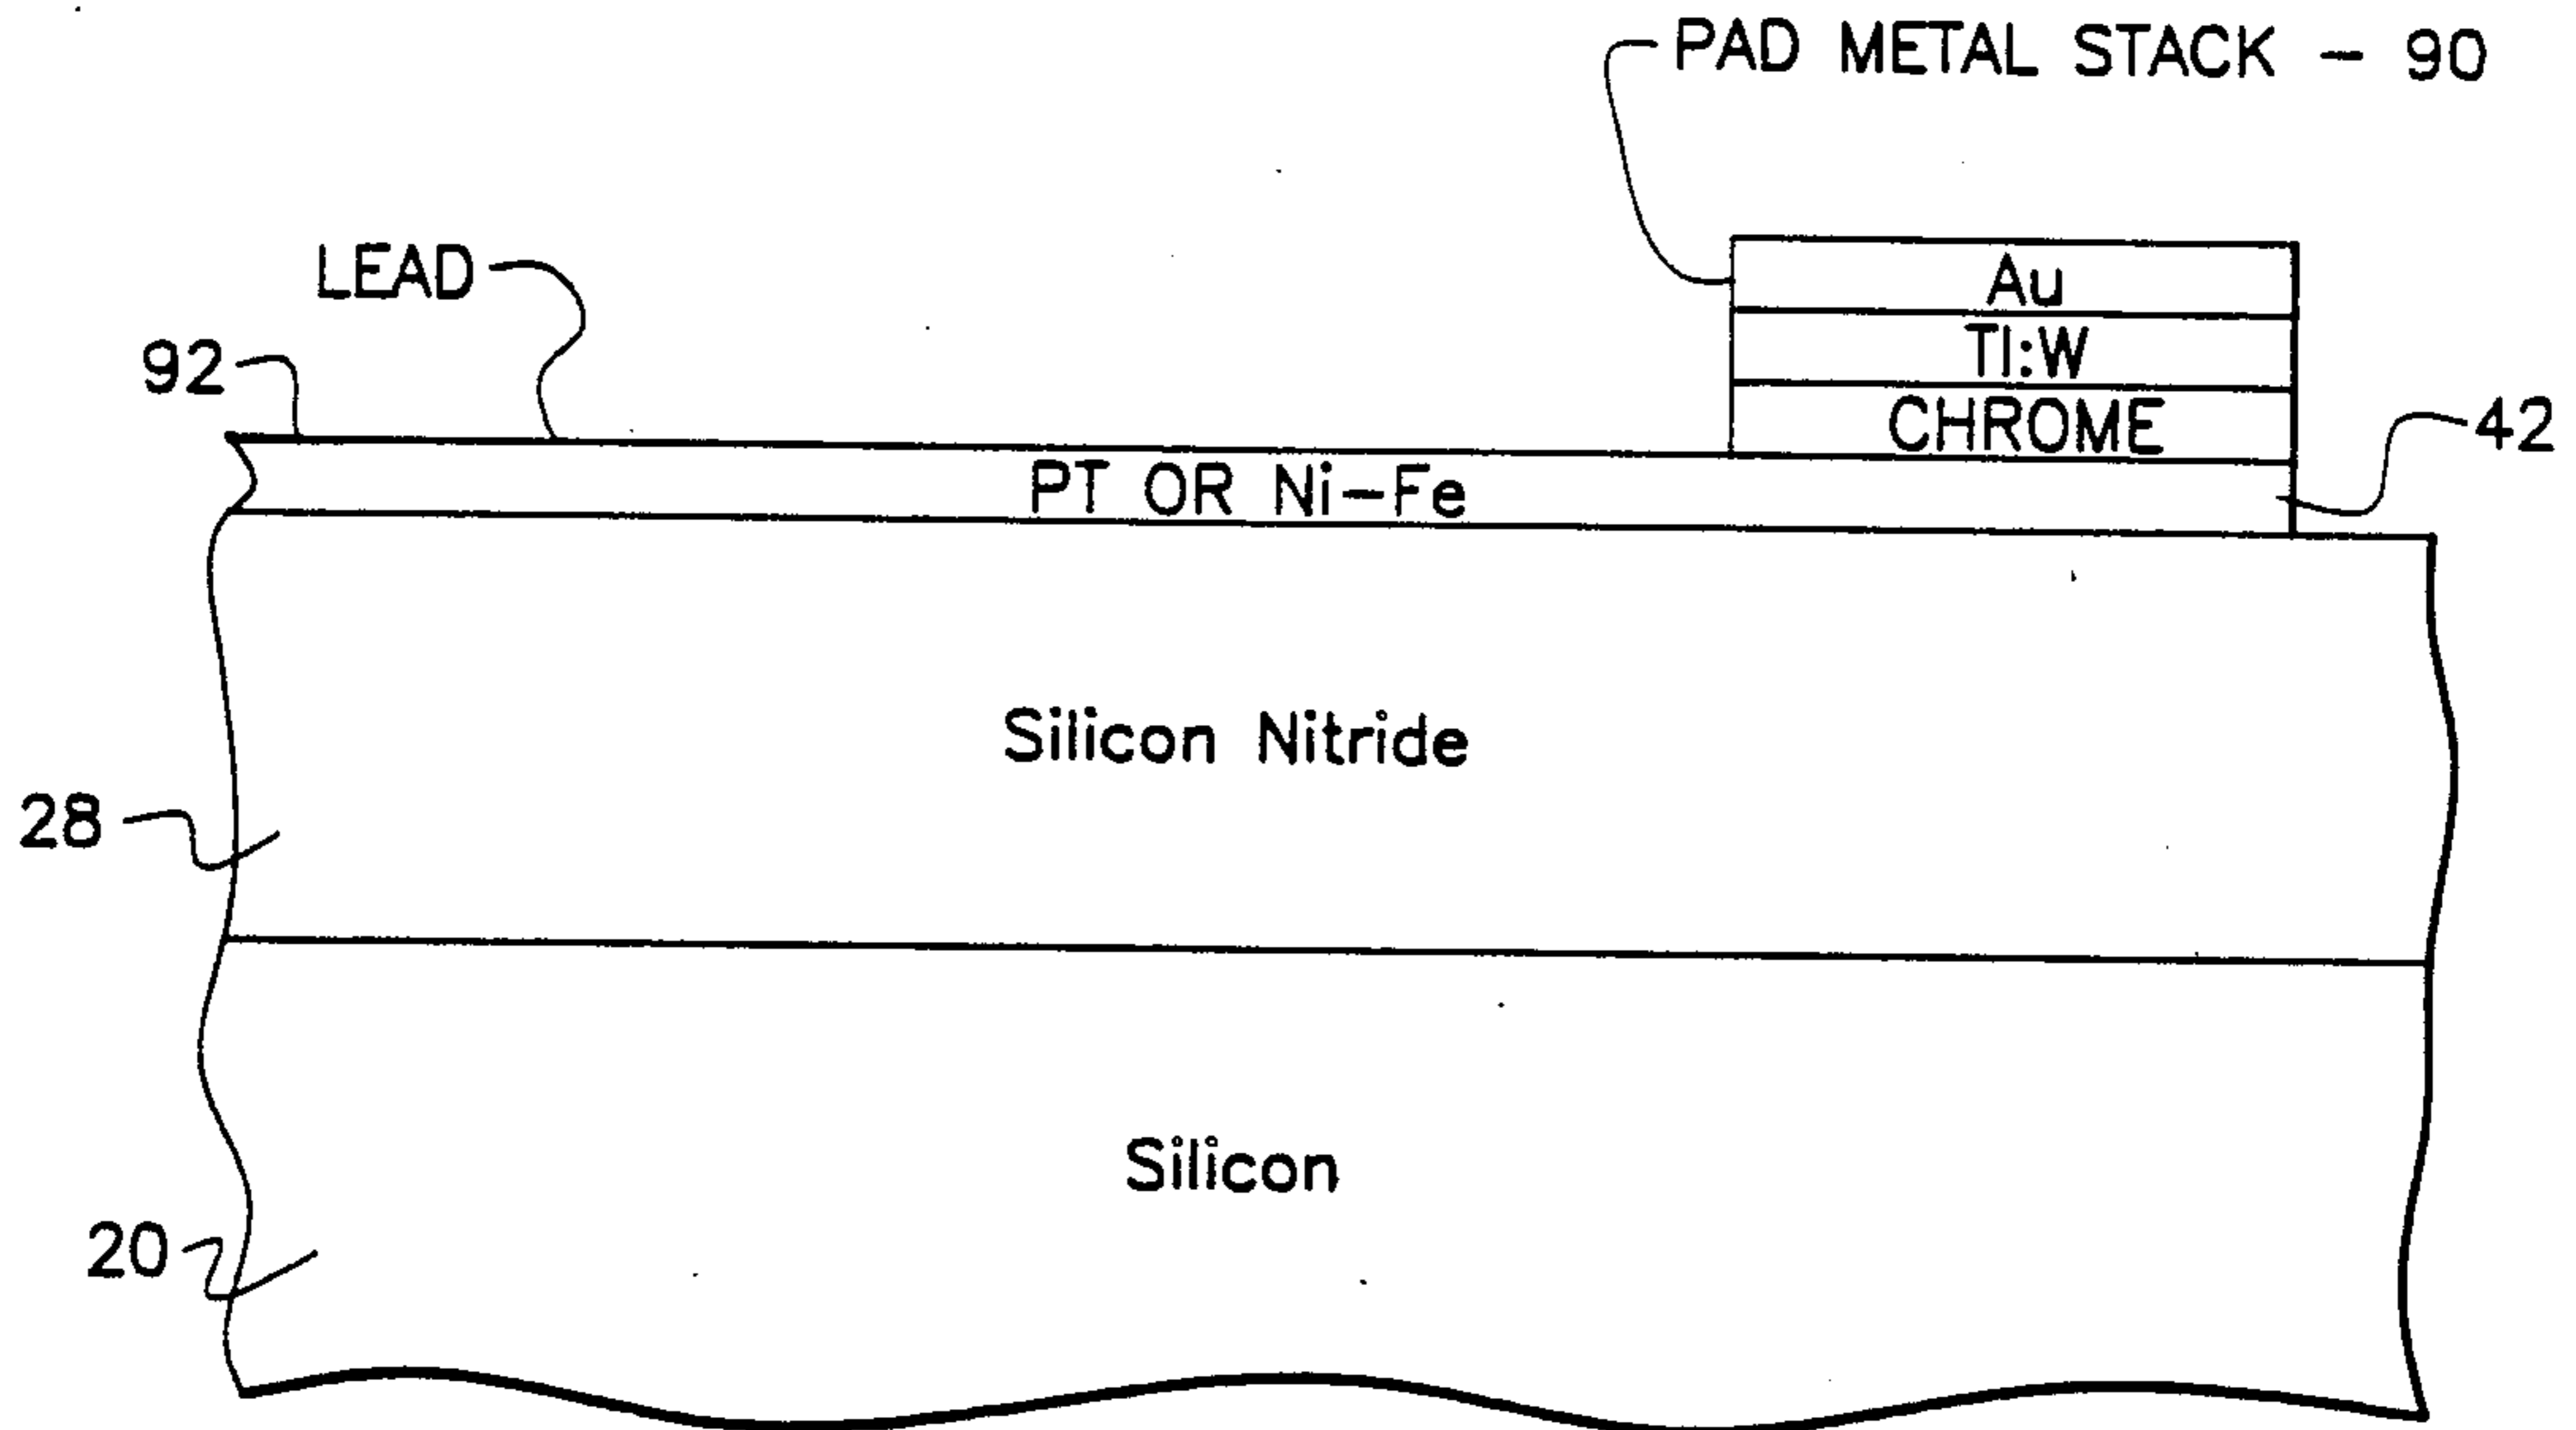 PAD METAL STACK - 90
LEAD
Au
92
TI:W
CHROME
42
PT OR Ni-Fe
Silicon Nitride
28
Silicon
20